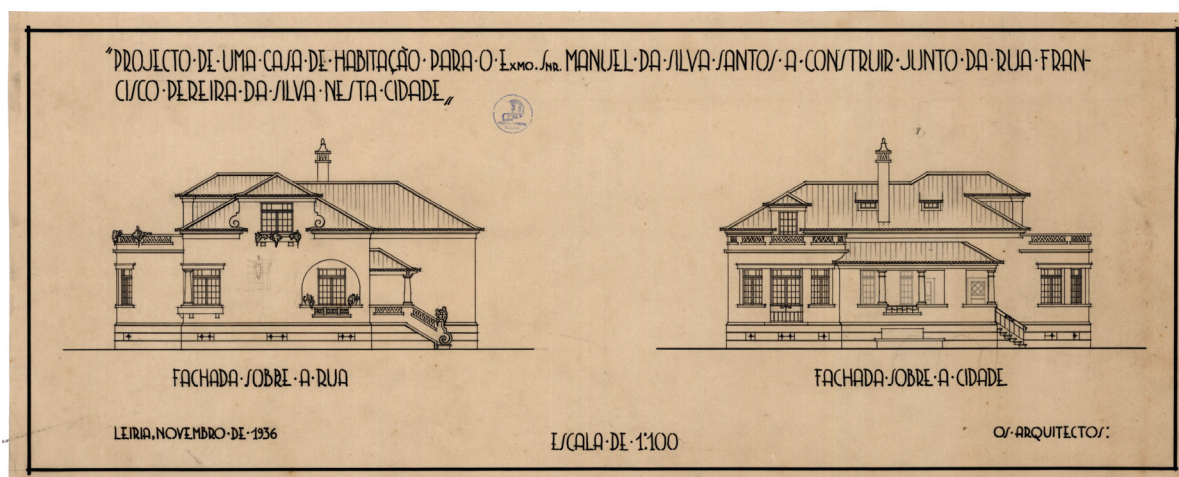 "PROJECTO·DE·UMA·CASA·DE·HABITAÇÃO·PARA·O·EXMO.SNR. MANUEL·DA·SILVA·SANTOS·A·CONSTRUIR·JUNTO·DA·RUA·FRAN-
CISCO·PEREIRA·DA·SILVA·NESTA·CIDADE„
FACHADA·SOBRE·A·RUA
FACHADA·SOBRE·A·CIDADE
LEIRIA, NOVEMBRO·DE·1936
ESCALA·DE·1:100
OS·ARQUITECTOS: